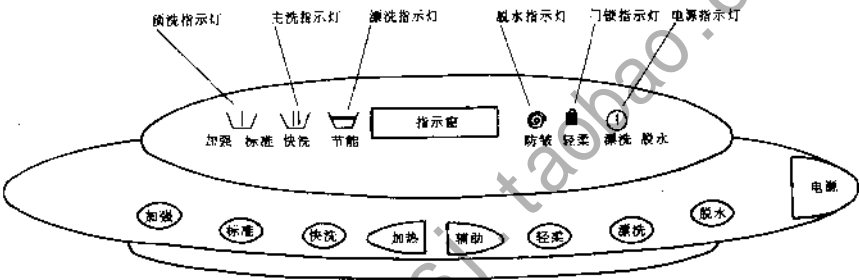 预洗指示灯 主洗指示灯 漂洗指示灯 脱水指示灯 门锁指示灯 电源指示灯
指示窗
加强 标准 快洗 节能 防皱 轻柔 漂洗 脱水
电源
加强 标准 快洗 加热 辅助 轻柔 漂洗 脱水
taobao.